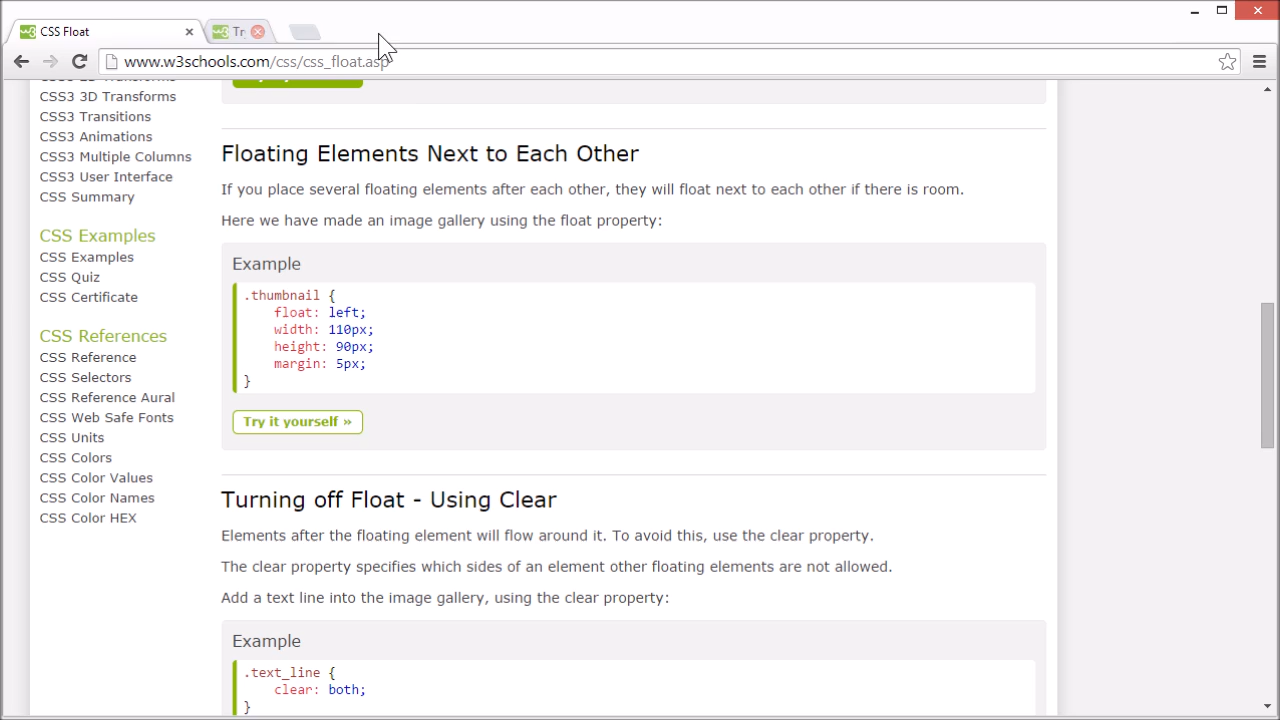 CSS Float
Tr
www.w3schools.com/css/css_float.asp
CSS3 3D Transforms
CSS3 Transitions
CSS3 Animations
CSS3 Multiple Columns
CSS3 User Interface
CSS Summary
CSS Examples
CSS Examples
CSS Quiz
CSS Certificate
CSS References
CSS Reference
CSS Selectors
CSS Reference Aural
CSS Web Safe Fonts
CSS Units
CSS Colors
CSS Color Values
CSS Color Names
CSS Color HEX
Floating Elements Next to Each Other
If you place several floating elements after each other, they will float next to each other if there is room.
Here we have made an image gallery using the float property:
Example
.thumbnail {
float: left;
width: 110px;
height: 90px;
margin: 5px;
}
Try it yourself »
Turning off Float - Using Clear
Elements after the floating element will flow around it. To avoid this, use the clear property.
The clear property specifies which sides of an element other floating elements are not allowed.
Add a text line into the image gallery, using the clear property:
Example
.text_line {
clear: both;
}